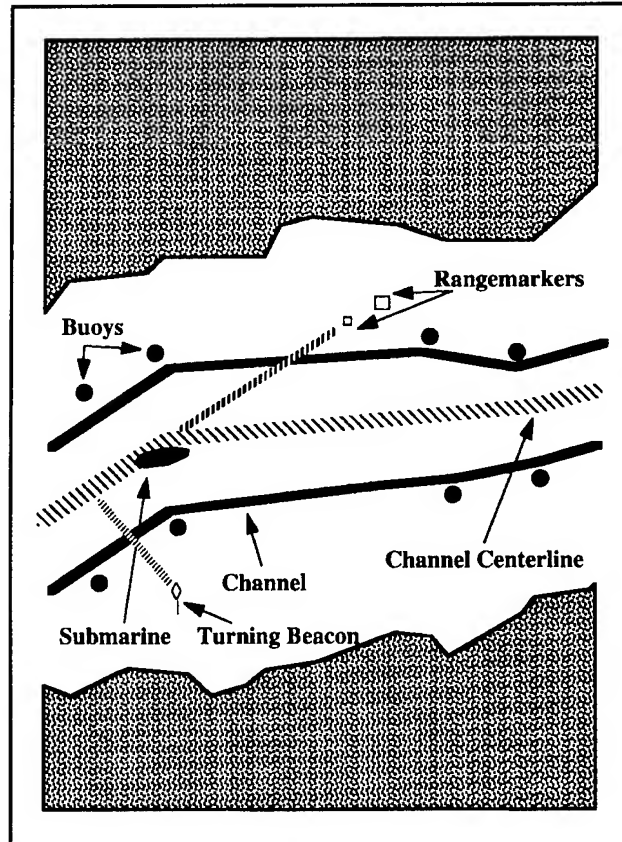 Rangemarkers
Buoys
Channel Centerline
Channel
Submarine
Turning Beacon